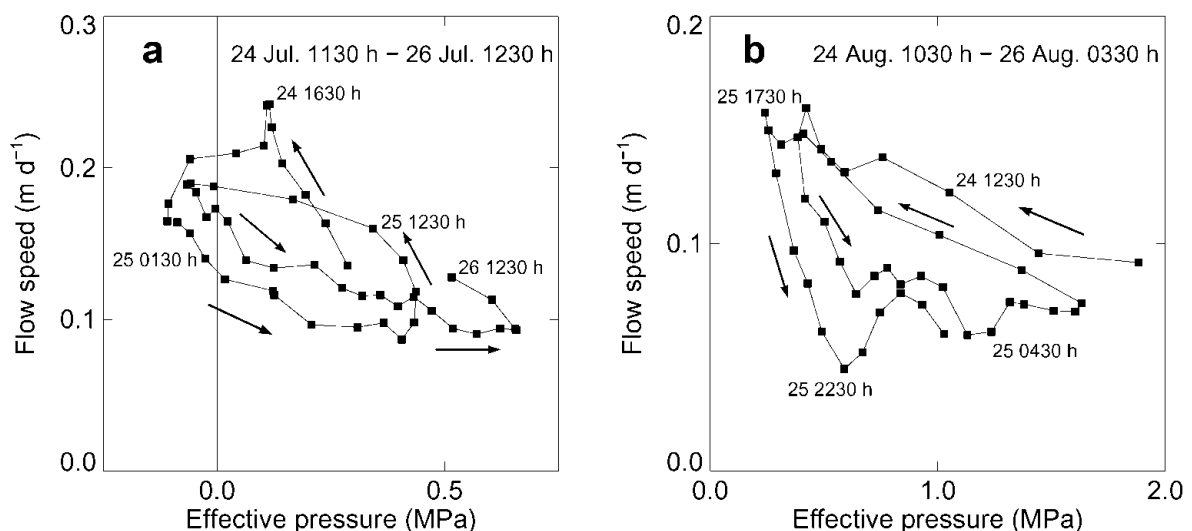 a
24 Jul. 1130 h – 26 Jul. 1230 h
0.3
0.2
0.1
0.0
Flow speed (m d⁻¹)
24 1630 h
25 1230 h
26 1230 h
25 0130 h
0.0
0.5
Effective pressure (MPa)
b
24 Aug. 1030 h – 26 Aug. 0330 h
0.2
0.1
0.0
Flow speed (m d⁻¹)
25 1730 h
24 1230 h
25 0430 h
25 2230 h
0.0
1.0
2.0
Effective pressure (MPa)